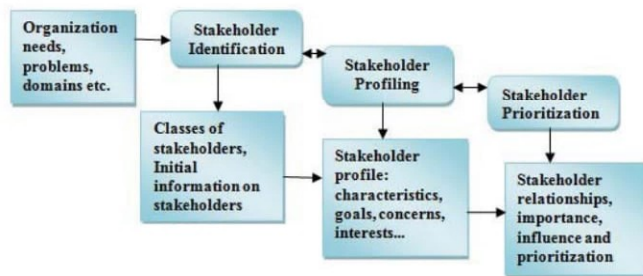 Organization
needs,
problems,
domains etc.
Stakeholder
Identification
Stakeholder
Profiling
Stakeholder
Prioritization
Classes of
stakeholders,
Initial
information on
stakeholders
Stakeholder
profile:
characteristics,
goals, concerns,
interests...
Stakeholder
relationships,
importance,
influence and
prioritization